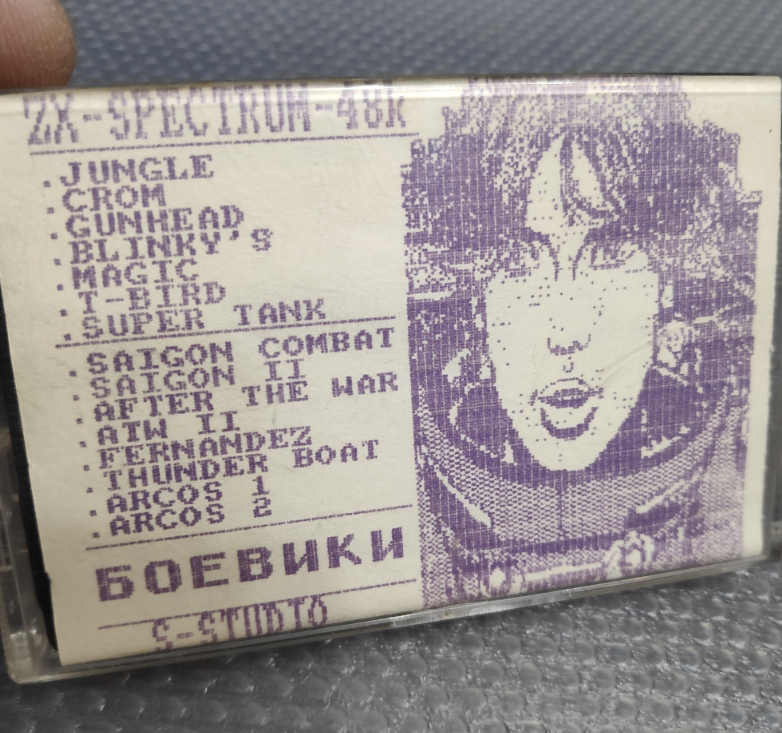 ZX-SPECTRUM-48k
.JUNGLE
.CROM
.GUNHEAD
.BLINKY'S
.MAGIC
.T-BIRD
.SUPER TANK
.SAIGON COMBAT
.SAIGON II
.AFTER THE WAR
.ATW II
.FERNANDEZ
.THUNDER BOAT
.ARCOS 1
.ARCOS 2
БОЕВИКИ
S-STUDIO